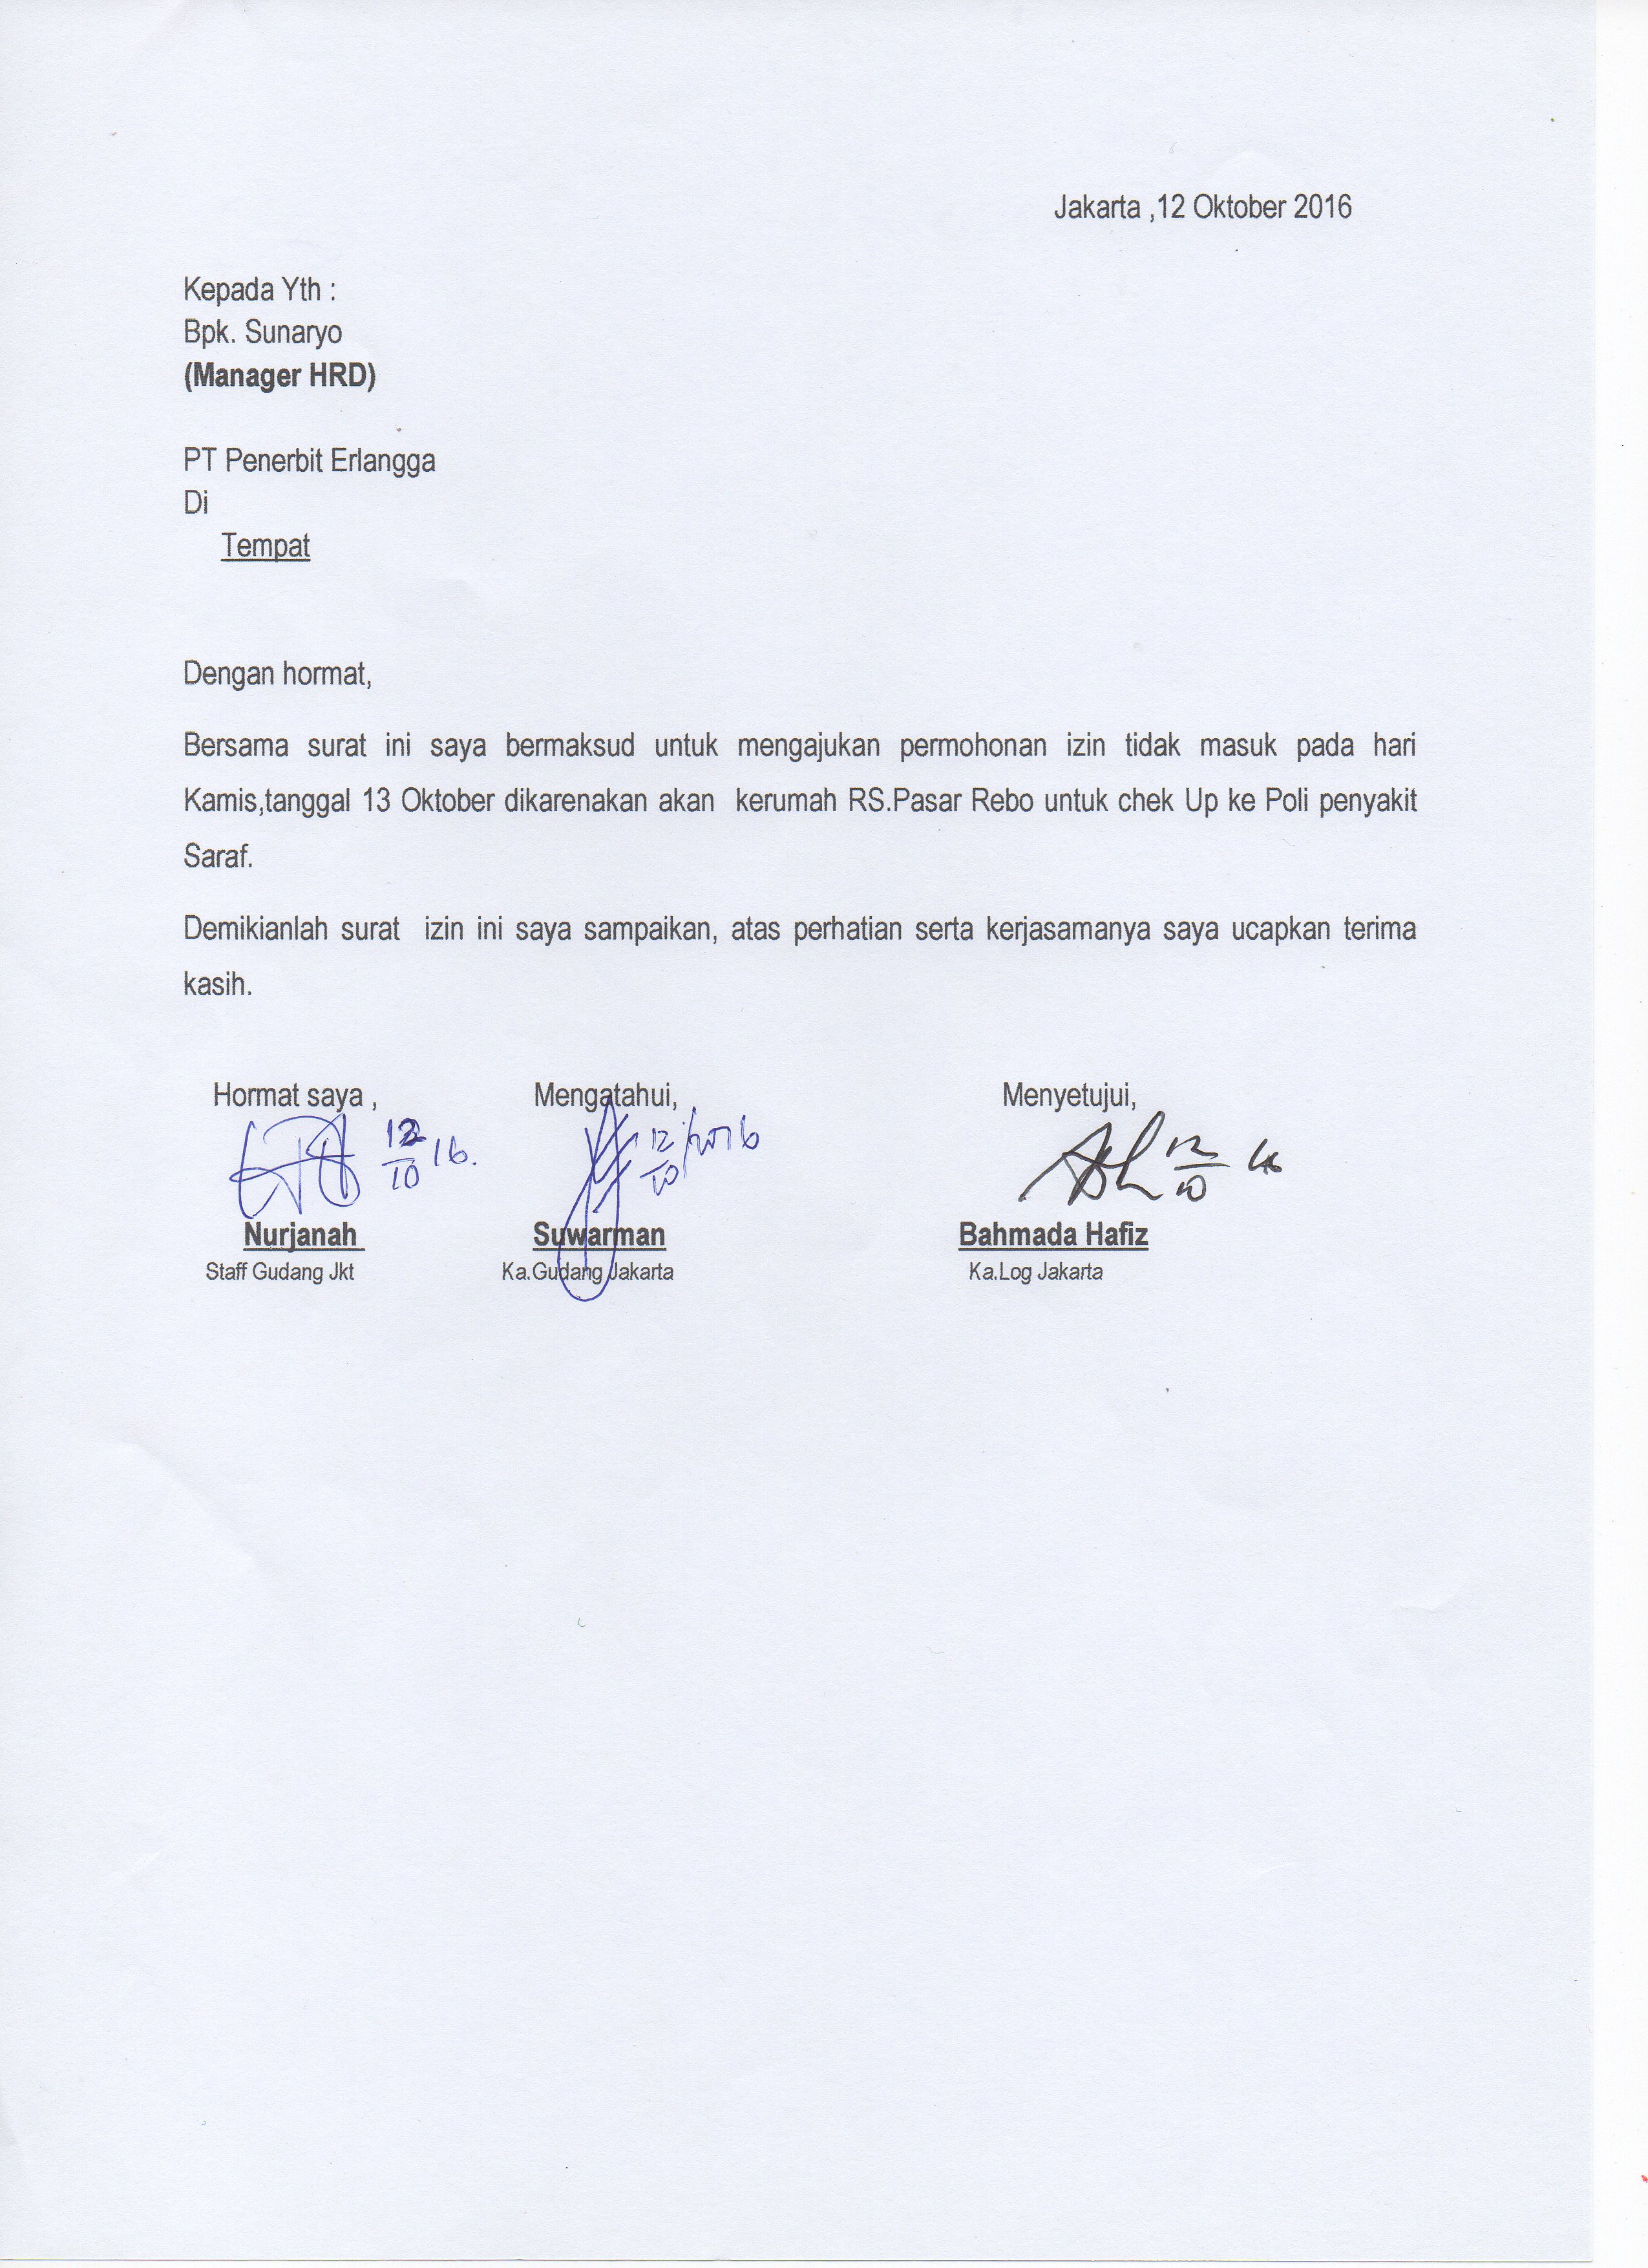 Jakarta ,12 Oktober 2016
Kepada Yth :
Bpk. Sunaryo
(Manager HRD)
PT Penerbit Erlangga
Di
Tempat
Dengan hormat,
Bersama surat ini saya bermaksud untuk mengajukan permohonan izin tidak masuk pada hari
Kamis,tanggal 13 Oktober dikarenakan akan kerumah RS.Pasar Rebo untuk chek Up ke Poli penyakit
Saraf.
Demikianlah surat izin ini saya sampaikan, atas perhatian serta kerjasamanya saya ucapkan terima
kasih.
Hormat saya , Mengatahui, Menyetujui,
12/10 16. 12/10/2016 12/10 16
Nurjanah Suwarman Bahmada Hafiz
Staff Gudang Jkt Ka.Gudang Jakarta Ka.Log Jakarta